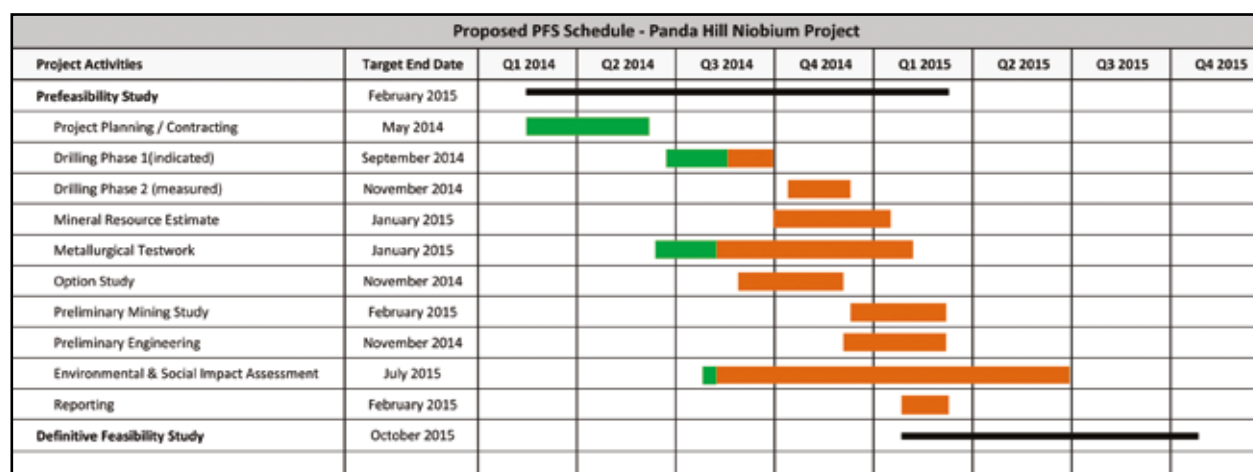 Proposed PFS Schedule - Panda Hill Niobium Project
Project Activities Target End Date Q1 2014 Q2 2014 Q3 2014 Q4 2014 Q1 2015 Q2 2015 Q3 2015 Q4 2015
Prefeasibility Study February 2015
Project Planning / Contracting May 2014
Drilling Phase 1(indicated) September 2014
Drilling Phase 2 (measured) November 2014
Mineral Resource Estimate January 2015
Metallurgical Testwork January 2015
Option Study November 2014
Preliminary Mining Study February 2015
Preliminary Engineering November 2014
Environmental & Social Impact Assessment July 2015
Reporting February 2015
Definitive Feasibility Study October 2015